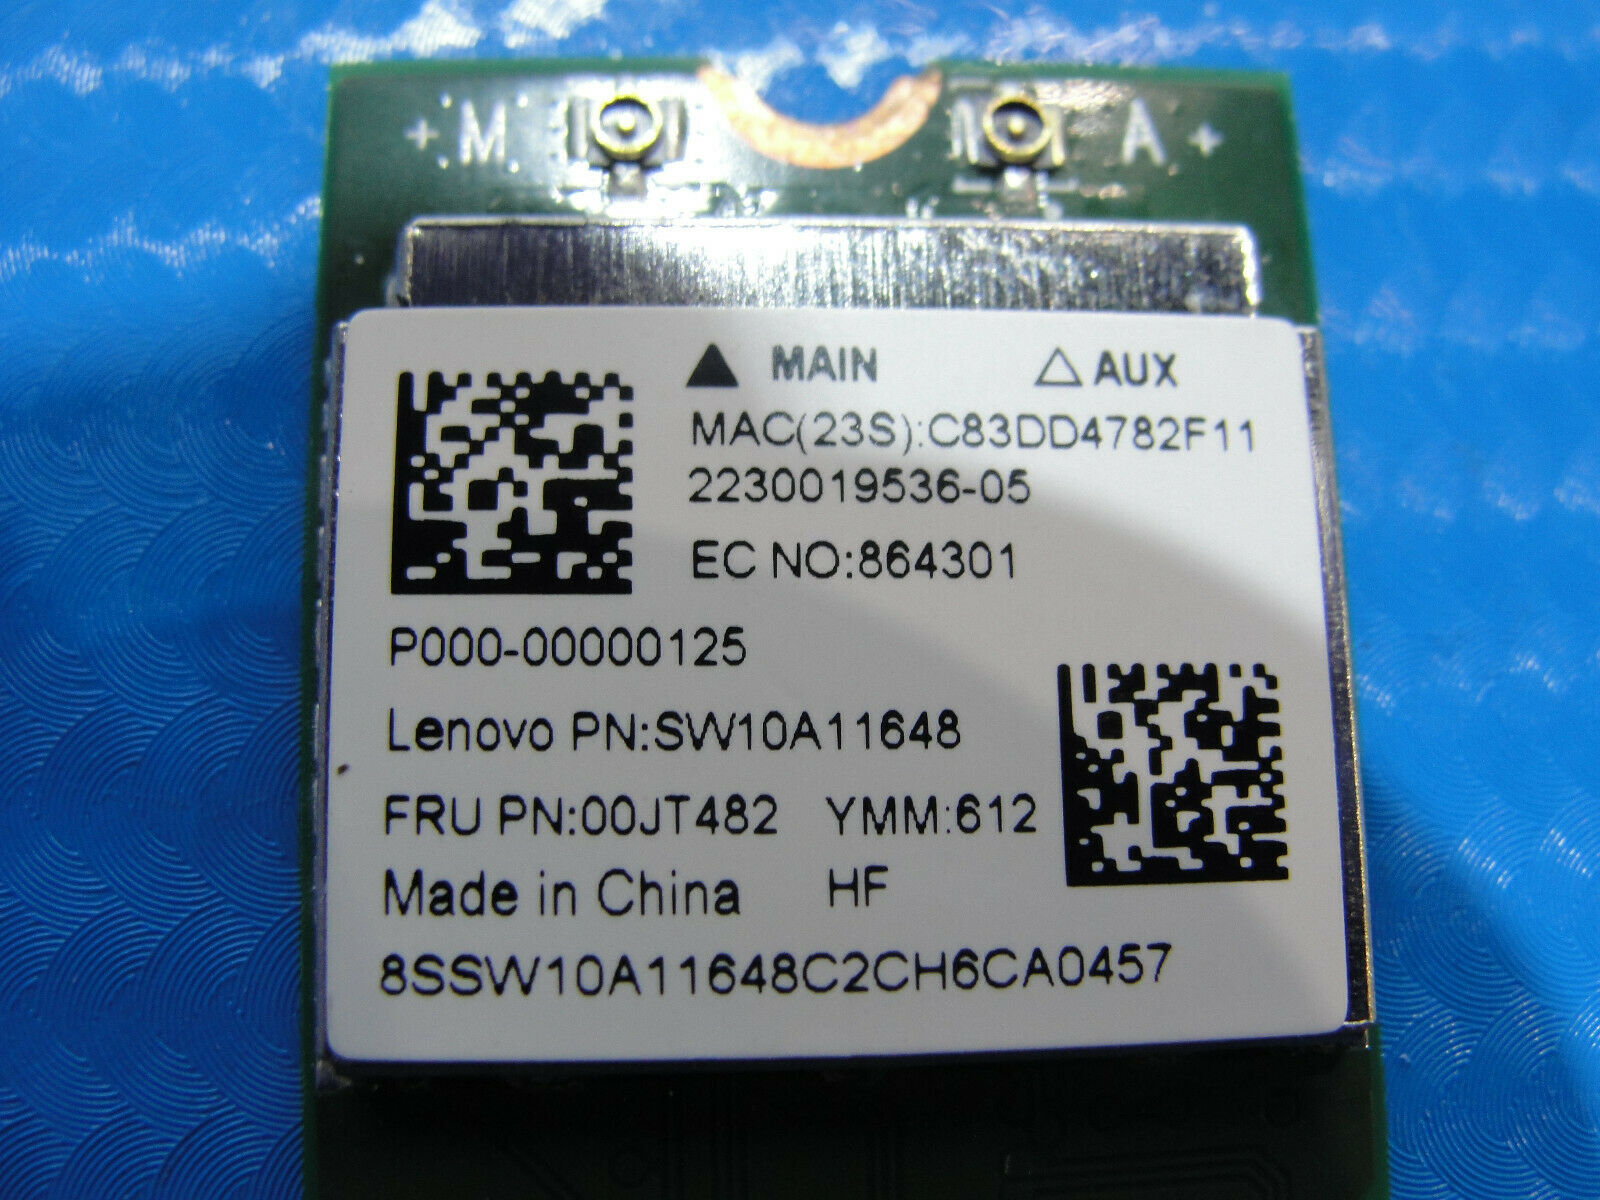 M A
▲ MAIN △ AUX
MAC(23S):C83DD4782F11
2230019536-05
EC NO:864301
P000-00000125
Lenovo PN:SW10A11648
FRU PN:00JT482 YMM:612
Made in China HF
8SSW10A11648C2CH6CA0457